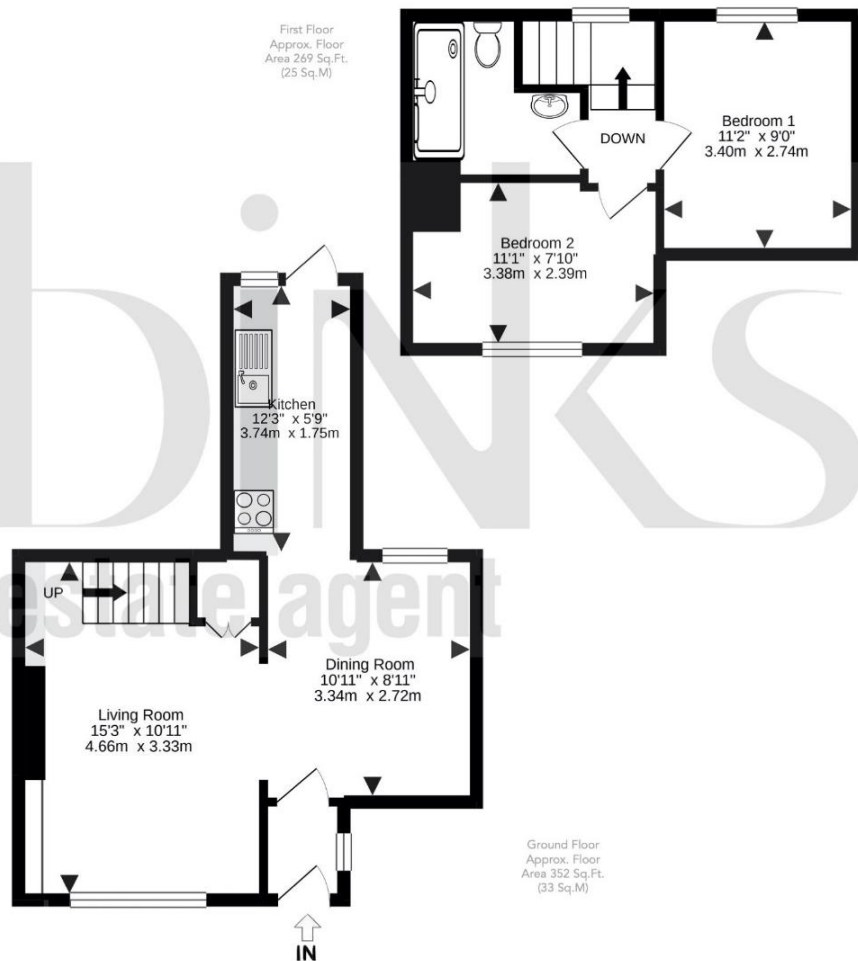 First Floor
Approx. Floor
Area 269 Sq.Ft.
(25 Sq.M)
Bedroom 1
11'2" x 9'0"
3.40m x 2.74m
DOWN
Bedroom 2
11'1" x 7'10"
3.38m x 2.39m
Kitchen
12'3" x 5'9"
3.74m x 1.75m
biNKS
estate agent
UP
Dining Room
10'11" x 8'11"
3.34m x 2.72m
Living Room
15'3" x 10'11"
4.66m x 3.33m
Ground Floor
Approx. Floor
Area 352 Sq.Ft.
(33 Sq.M)
IN